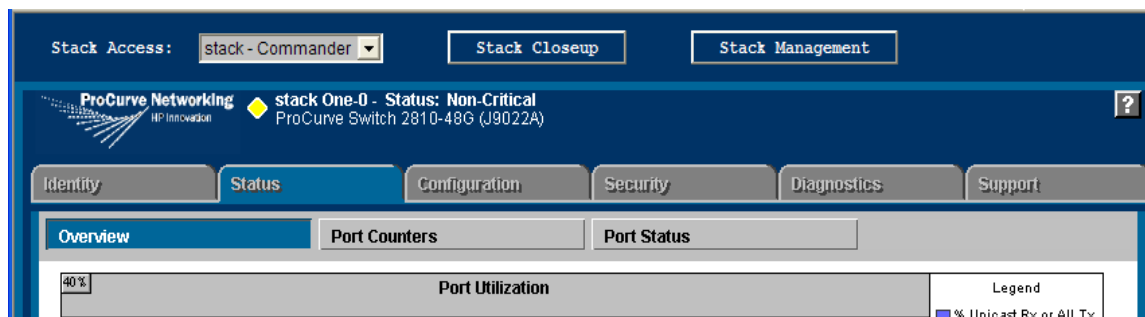 Stack Access: stack - Commander Stack Closeup Stack Management
ProCurve Networking
HP Innovation
stack One-0 - Status: Non-Critical
ProCurve Switch 2810-48G (J9022A)
?
Identity Status Configuration Security Diagnostics Support
Overview Port Counters Port Status
40% Port Utilization Legend
% Unicast Rx or All Tx